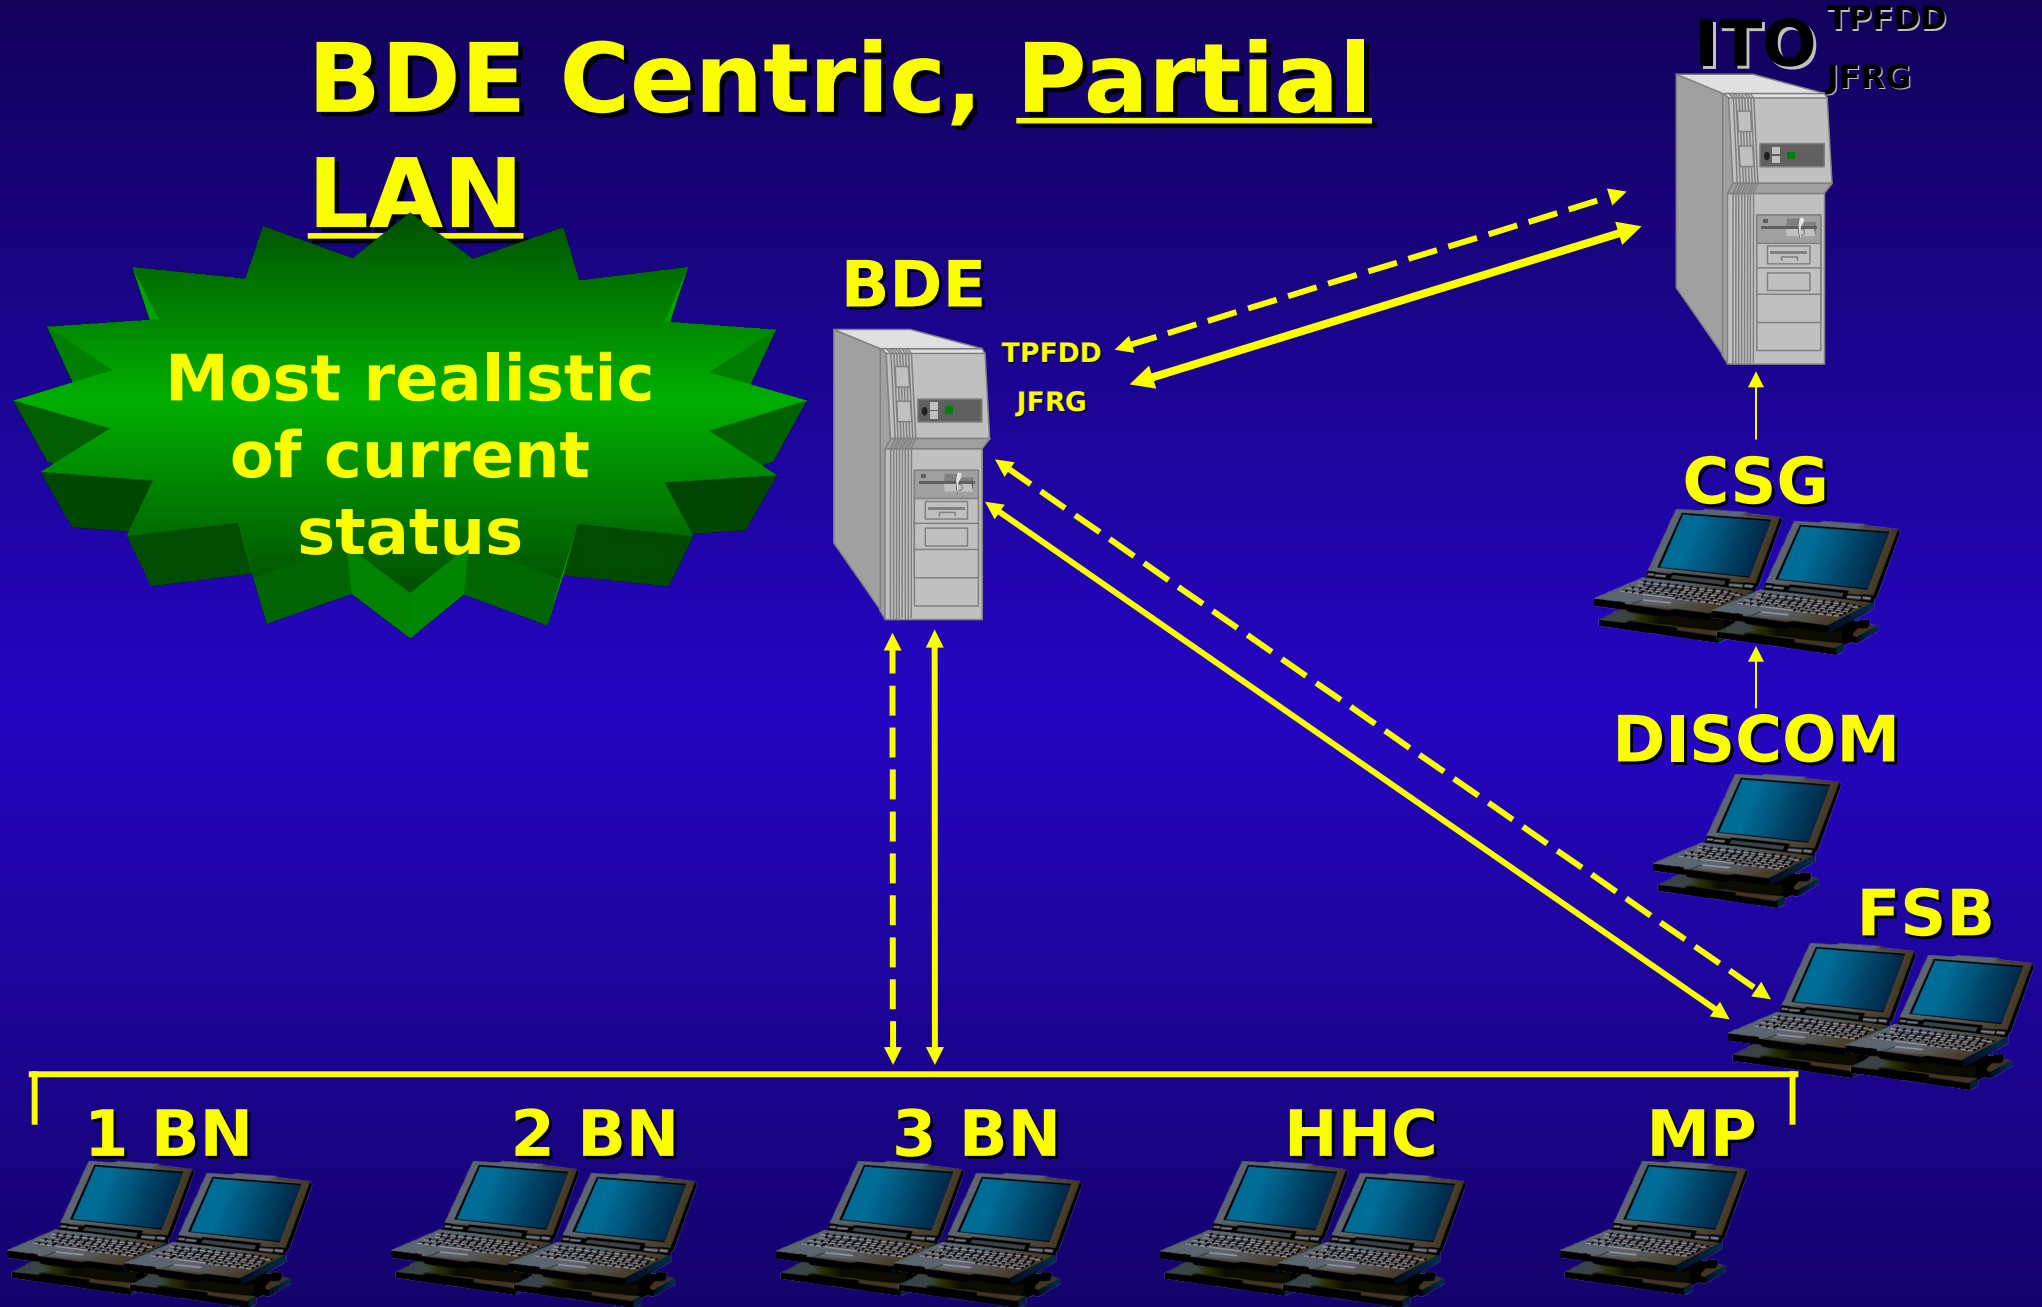 BDE Centric, Partial
LAN
ITO
TPFDD
JFRG
Most realistic
of current
status
BDE
TPFDD
JFRG
CSG
DISCOM
FSB
1 BN
2 BN
3 BN
HHC
MP